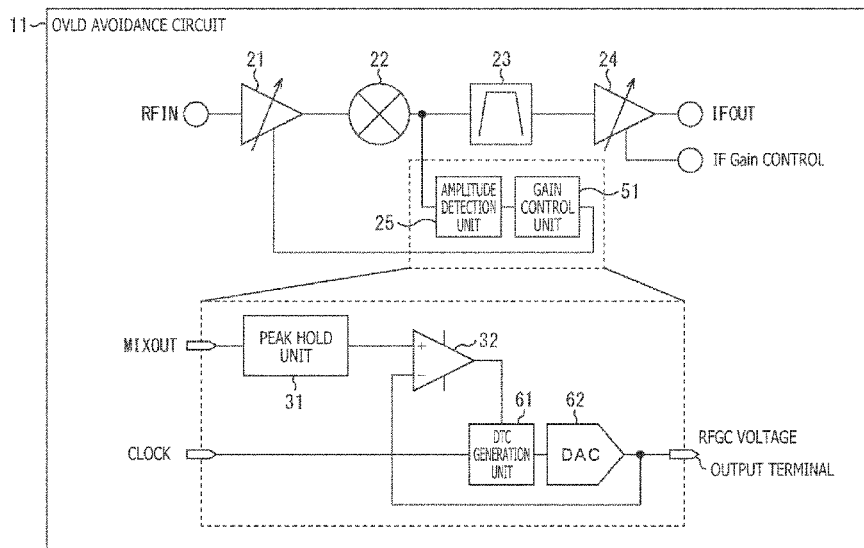 11 OVLD AVOIDANCE CIRCUIT
21 22 23 24
RFIN
IFOUT
IF Gain CONTROL
AMPLITUDE
DETECTION
UNIT
25
GAIN
CONTROL
UNIT
51
MIXOUT
PEAK HOLD
UNIT
31
+
−
32
61
62
CLOCK
DTC
GENERATION
UNIT
DAC
RFGC VOLTAGE
OUTPUT TERMINAL